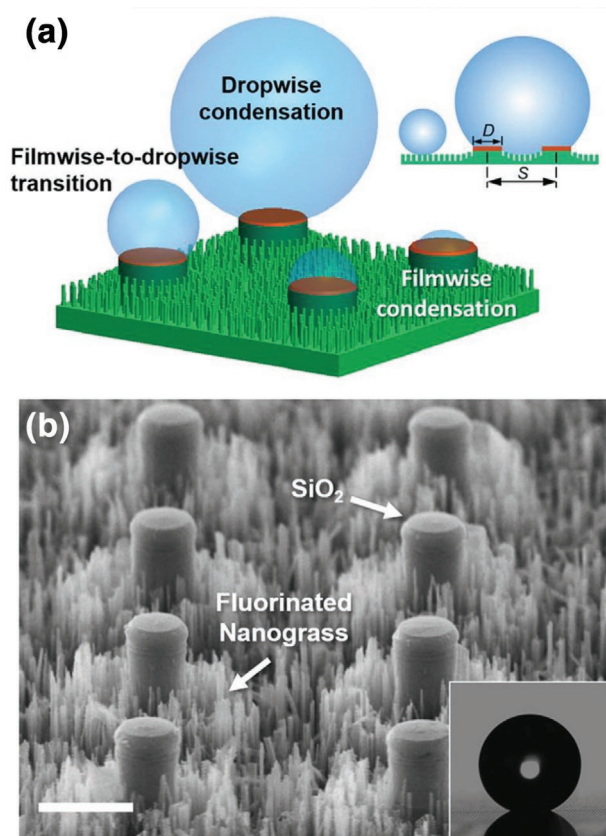 (a)
Dropwise
condensation
Filmwise-to-dropwise
transition
D
S
Filmwise
condensation
(b)
SiO₂
Fluorinated
Nanograss